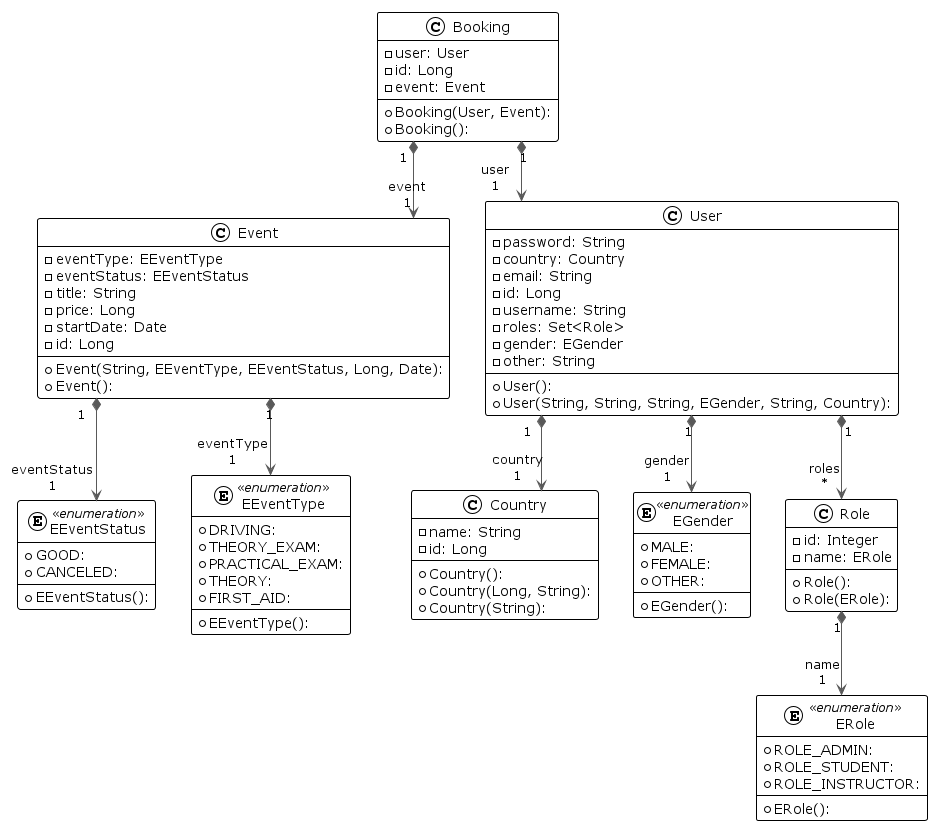 C Booking
user: User
id: Long
event: Event
Booking(User, Event):
Booking():
1
1
event
1
user
1
C Event
eventType: EEventType
eventStatus: EEventStatus
title: String
price: Long
startDate: Date
id: Long
Event(String, EEventType, EEventStatus, Long, Date):
Event():
C User
password: String
country: Country
email: String
id: Long
username: String
roles: Set<Role>
gender: EGender
other: String
User():
User(String, String, String, EGender, String, Country):
1
1
eventStatus
1
eventType
1
1
1
1
country
1
gender
1
roles
*
E «enumeration»
EEventStatus
GOOD:
CANCELED:
EEventStatus():
E «enumeration»
EEventType
DRIVING:
THEORY_EXAM:
PRACTICAL_EXAM:
THEORY:
FIRST_AID:
EEventType():
C Country
name: String
id: Long
Country():
Country(Long, String):
Country(String):
E «enumeration»
EGender
MALE:
FEMALE:
OTHER:
EGender():
C Role
id: Integer
name: ERole
Role():
Role(ERole):
1
name
1
E «enumeration»
ERole
ROLE_ADMIN:
ROLE_STUDENT:
ROLE_INSTRUCTOR:
ERole():